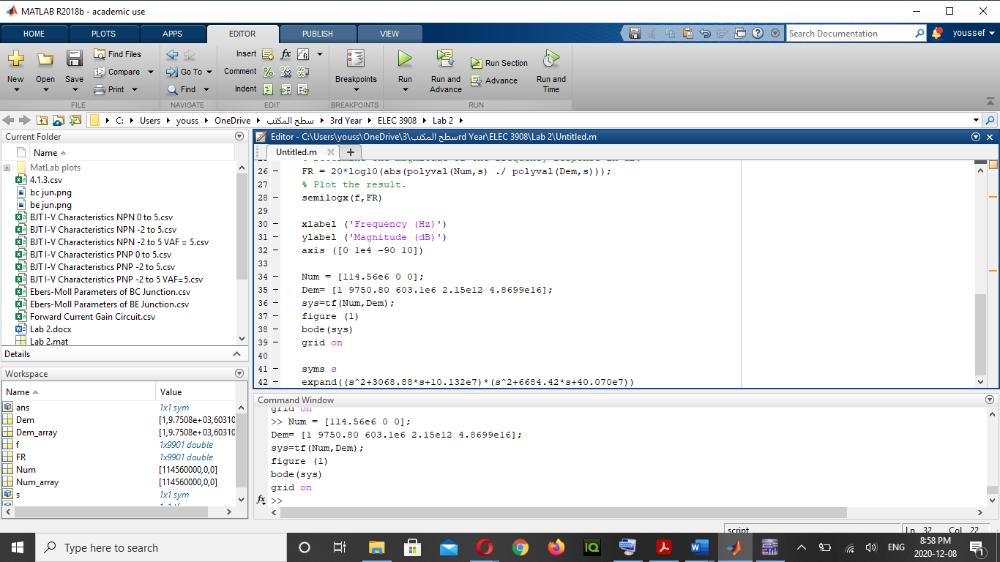 MATLAB R2018b - academic use
HOME PLOTS APPS EDITOR PUBLISH VIEW
Search Documentation
youssef
New
Open
Save
Find Files
Compare
Print
FILE
Go To
Find
NAVIGATE
Insert
Comment
Indent
EDIT
Breakpoints
BREAKPOINTS
Run
Run and Advance
Run Section
Advance
Run and Time
RUN
C: Users youss OneDrive سطح المكتب 3rd Year ELEC 3908 Lab 2
Current Folder
Name
MatLab plots
4.1.3.csv
bc jun.png
be jun.png
BJT I-V Characteristics NPN 0 to 5.csv
BJT I-V Characteristics NPN -2 to 5.csv
BJT I-V Characteristics NPN -2 to 5 VAF = 5.csv
BJT I-V Characteristics PNP 0 to 5.csv
BJT I-V Characteristics PNP -2 to 5.csv
BJT I-V Characteristics PNP -2 to 5 VAF=5.csv
Ebers-Moll Parameters of BC Junction.csv
Ebers-Moll Parameters of BE Junction.csv
Forward Current Gain Circuit.csv
Lab 2.docx
Lab 2.mat
Details
Workspace
Name Value
ans 1x1 sym
Dem [1,9.7508e+03,60310
Dem_array [1,9.7508e+03,60310
f 1x9901 double
FR 1x9901 double
Num [114560000,0,0]
Num_array [114560000,0,0]
s 1x1 sym
Editor - C:\Users\youss\OneDrive\3\سطح المكتبrd Year\ELEC 3908\Lab 2\Untitled.m
Untitled.m
26 – FR = 20*log10(abs(polyval(Num,s) ./ polyval(Dem,s)));
27 % Plot the result.
28 – semilogx(f,FR)
29
30 – xlabel ('Frequency (Hz)')
31 – ylabel ('Magnitude (dB)')
32 – axis ([0 1e4 -90 10])
33
34 – Num = [114.56e6 0 0];
35 – Dem= [1 9750.80 603.1e6 2.15e12 4.8699e16];
36 – sys=tf(Num,Dem);
37 – figure (1)
38 – bode(sys)
39 – grid on
40
41 – syms s
42 – expand((s^2+3068.88*s+10.132e7)*(s^2+6684.42*s+40.070e7))
Command Window
grid on
>> Num = [114.56e6 0 0];
Dem= [1 9750.80 603.1e6 2.15e12 4.8699e16];
sys=tf(Num,Dem);
figure (1)
bode(sys)
grid on
fx >>
script Ln 32 Col 22
Type here to search
ENG
8:58 PM
2020-12-08
1